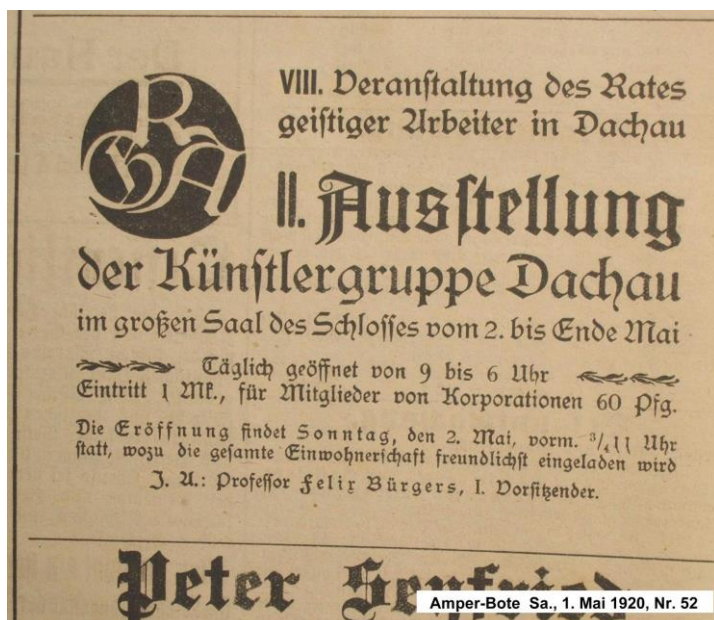 RGA
VIII. Veranstaltung des Rates
geistiger Arbeiter in Dachau
II. Ausstellung
der Künstlergruppe Dachau
im großen Saal des Schlosses vom 2. bis Ende Mai
Täglich geöffnet von 9 bis 6 Uhr
Eintritt 1 Mk., für Mitglieder von Korporationen 60 Pfg.
Die Eröffnung findet Sonntag, den 2. Mai, vorm. ¾11 Uhr
statt, wozu die gesamte Einwohnerschaft freundlichst eingeladen wird
J. A.: Professor Felix Bürgers, I. Vorsitzender.
Peter Senfried
Amper-Bote Sa., 1. Mai 1920, Nr. 52